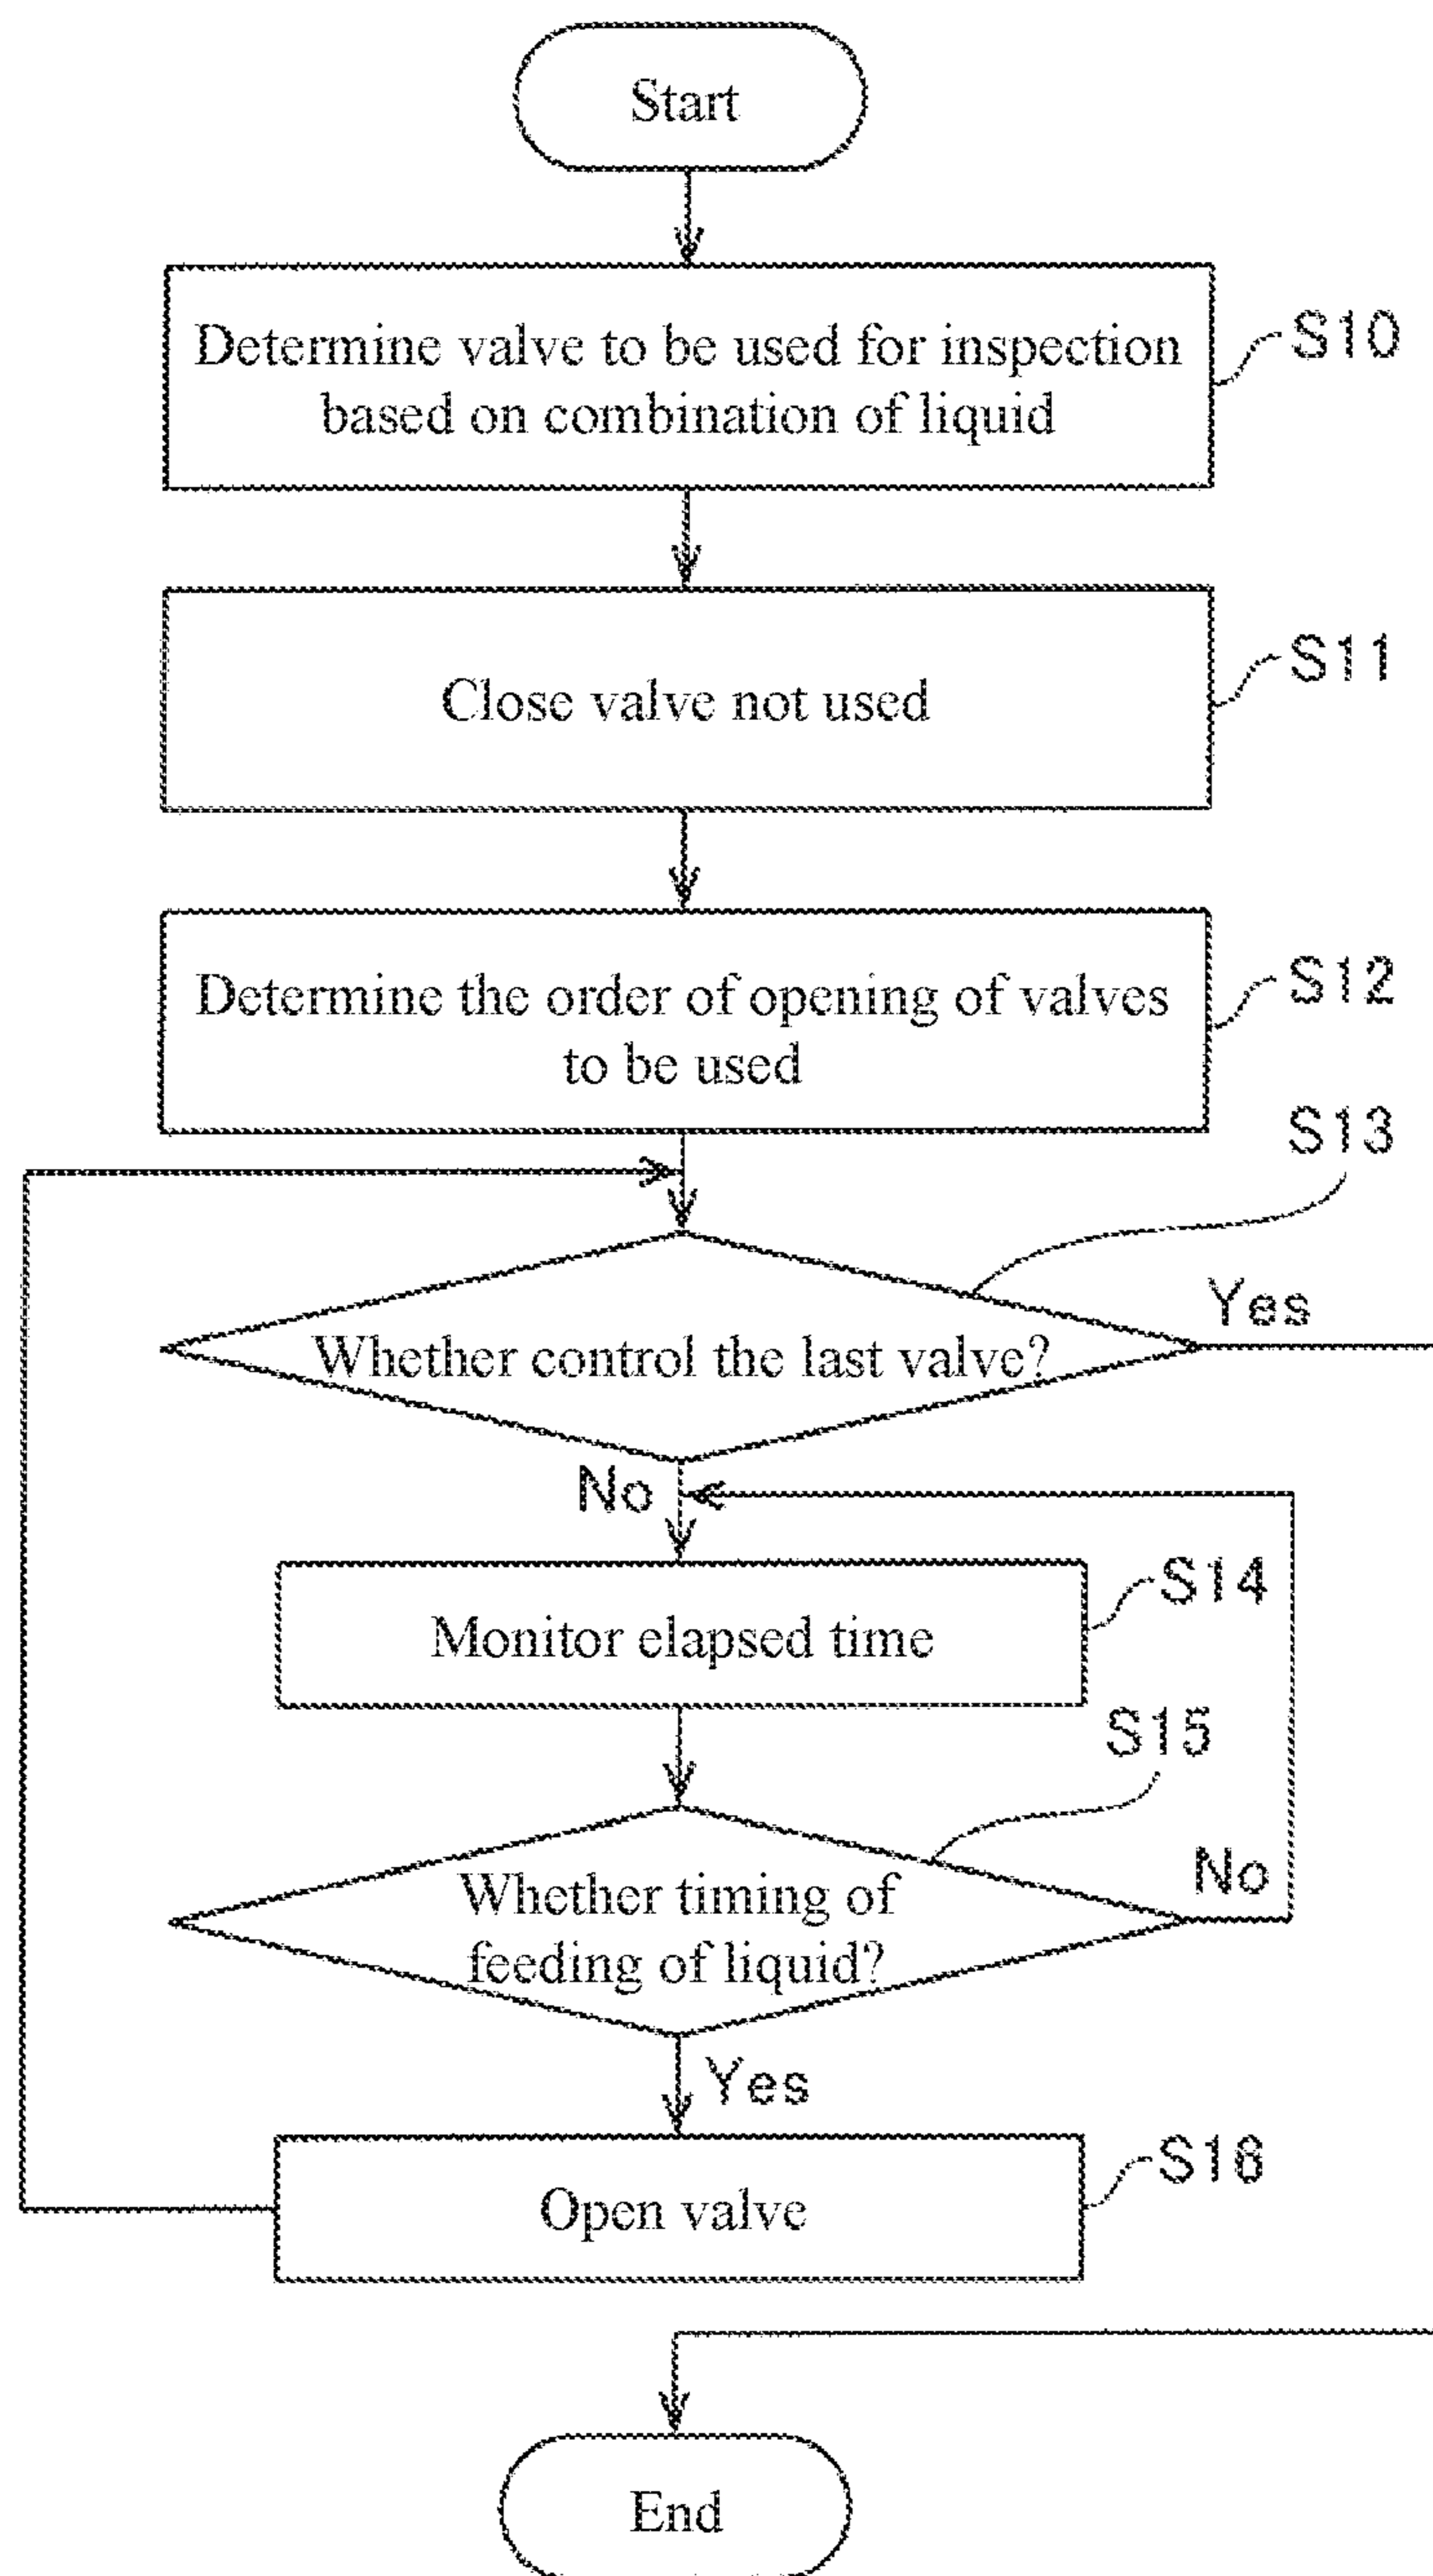 Start
Determine valve to be used for inspection
based on combination of liquid
S10
Close valve not used
S11
Determine the order of opening of valves
to be used
S12
S13
Whether control the last valve?
Yes
No
Monitor elapsed time
S14
S15
Whether timing of
feeding of liquid?
No
Yes
Open valve
S16
End